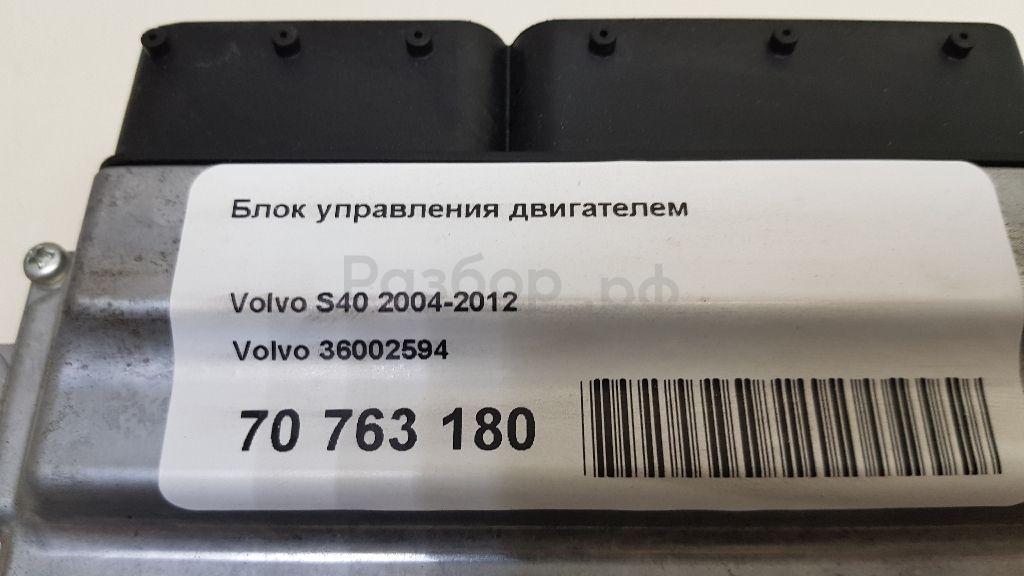 Блок управления двигателем
Разбор.рф
Volvo S40 2004-2012
Volvo 36002594
70 763 180